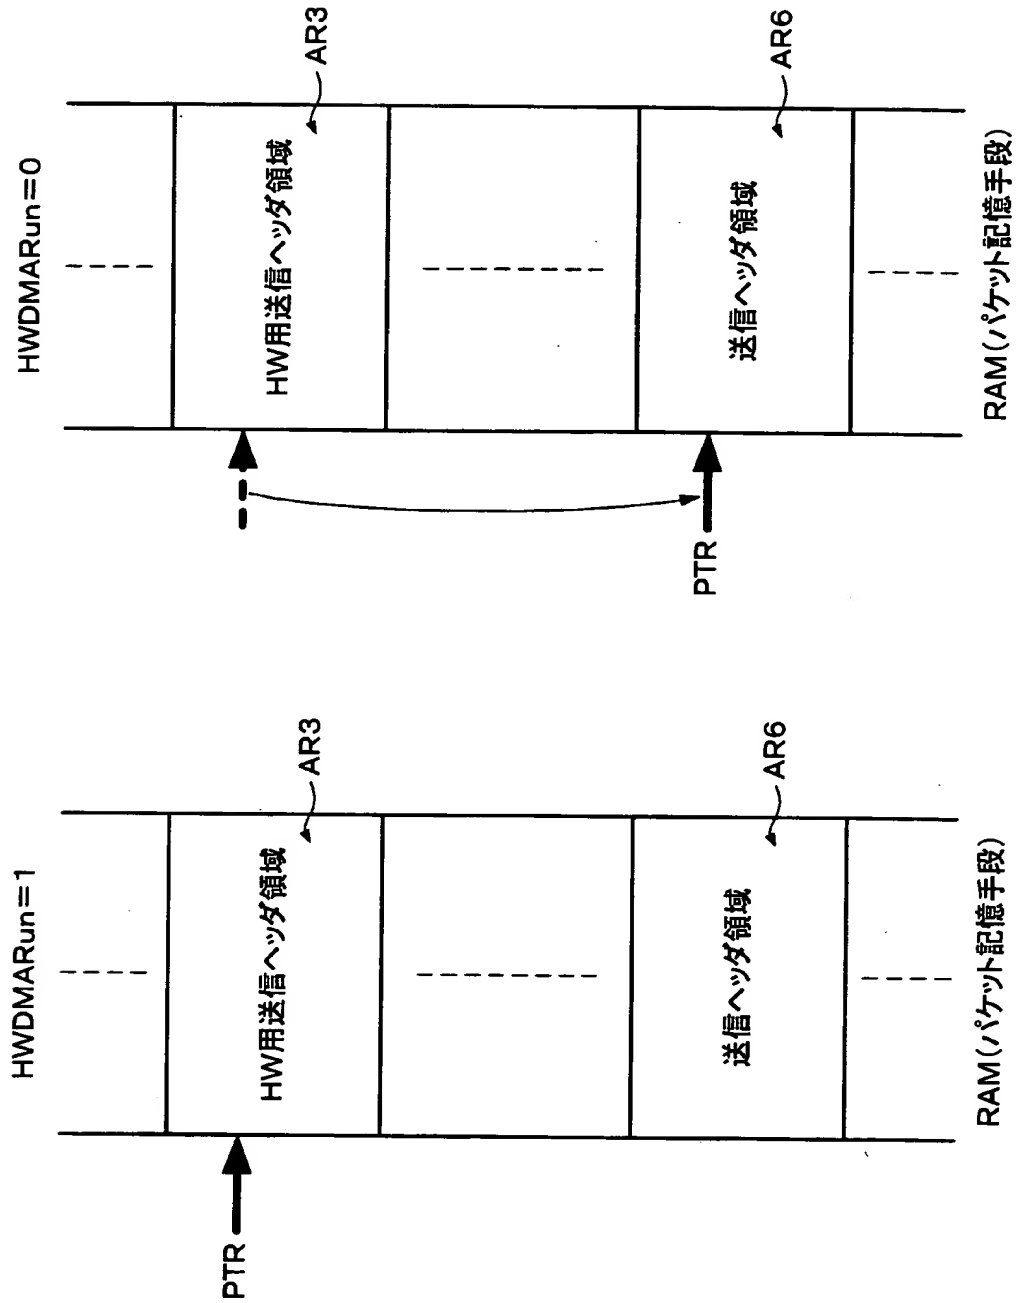 HWDMARun=1
PTR
HW用送信ヘッダ領域
AR3
送信ヘッダ領域
AR6
RAM(パケット記憶手段)
HWDMARun=0
HW用送信ヘッダ領域
AR3
PTR
送信ヘッダ領域
AR6
RAM(パケット記憶手段)